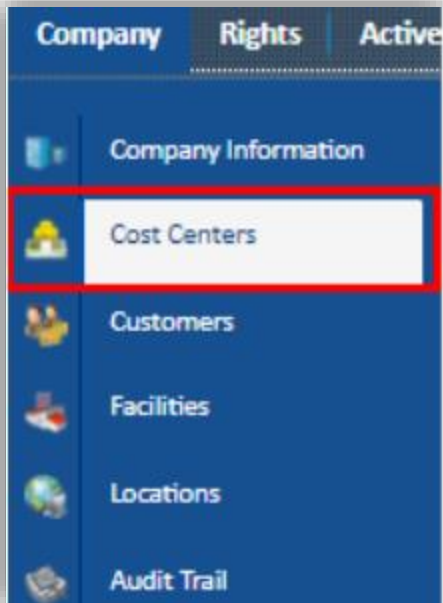 Company Rights Active
Company Information
Cost Centers
Customers
Facilities
Locations
Audit Trail